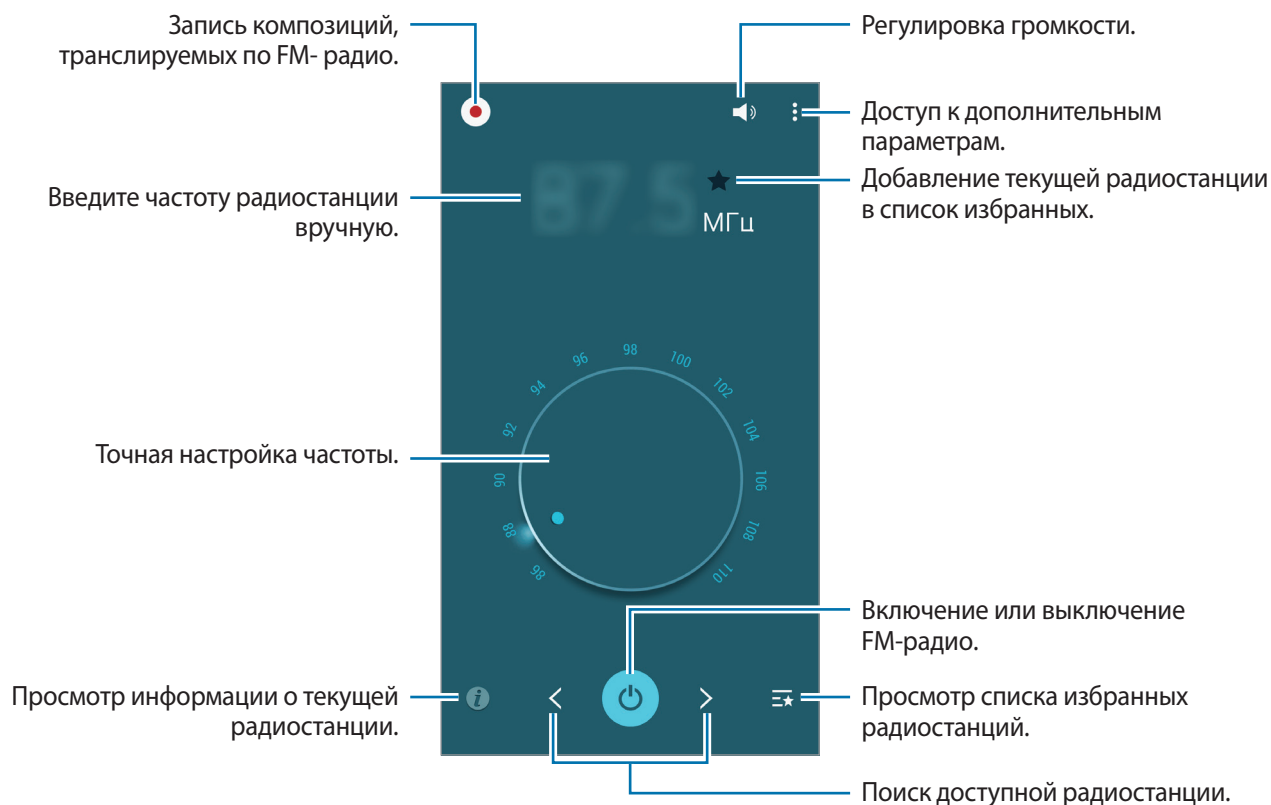 Запись композиций,
транслируемых по FM- радио.
Регулировка громкости.
Доступ к дополнительным
параметрам.
Введите частоту радиостанции
вручную.
87.5
МГц
Добавление текущей радиостанции
в список избранных.
86
88
90
92
94
96
98
100
102
104
106
108
110
Точная настройка частоты.
Включение или выключение
FM-радио.
Просмотр информации о текущей
радиостанции.
i
Просмотр списка избранных
радиостанций.
Поиск доступной радиостанции.